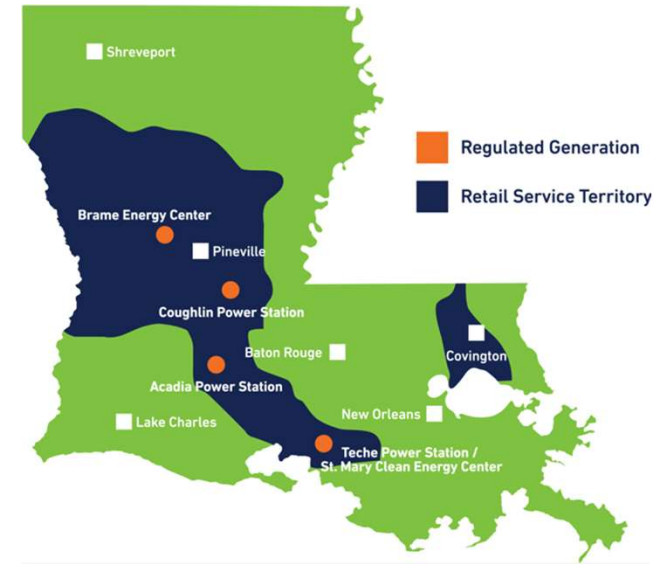 Shreveport
Regulated Generation
Retail Service Territory
Brame Energy Center
Pineville
Coughlin Power Station
Baton Rouge
Covington
Acadia Power Station
Lake Charles
New Orleans
Teche Power Station /
St. Mary Clean Energy Center